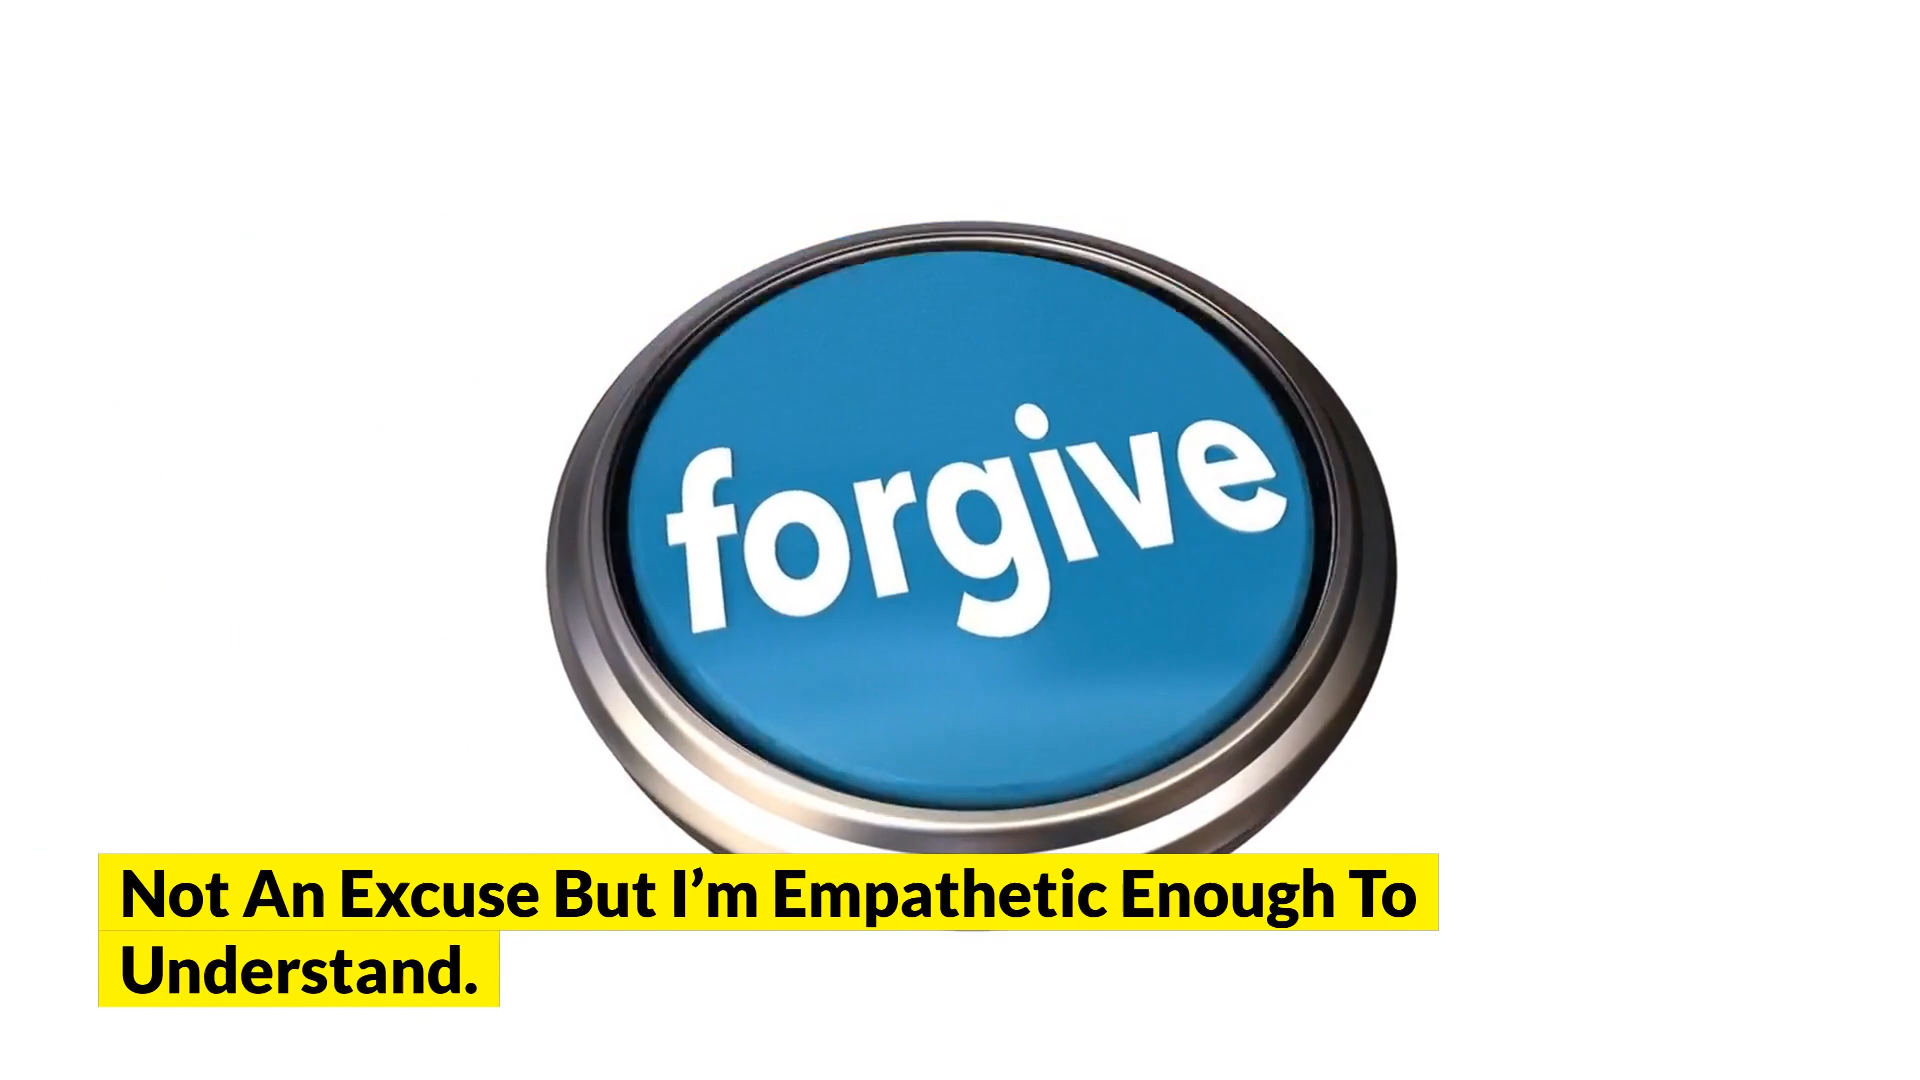 forgive
Not An Excuse But I’m Empathetic Enough To
Understand.